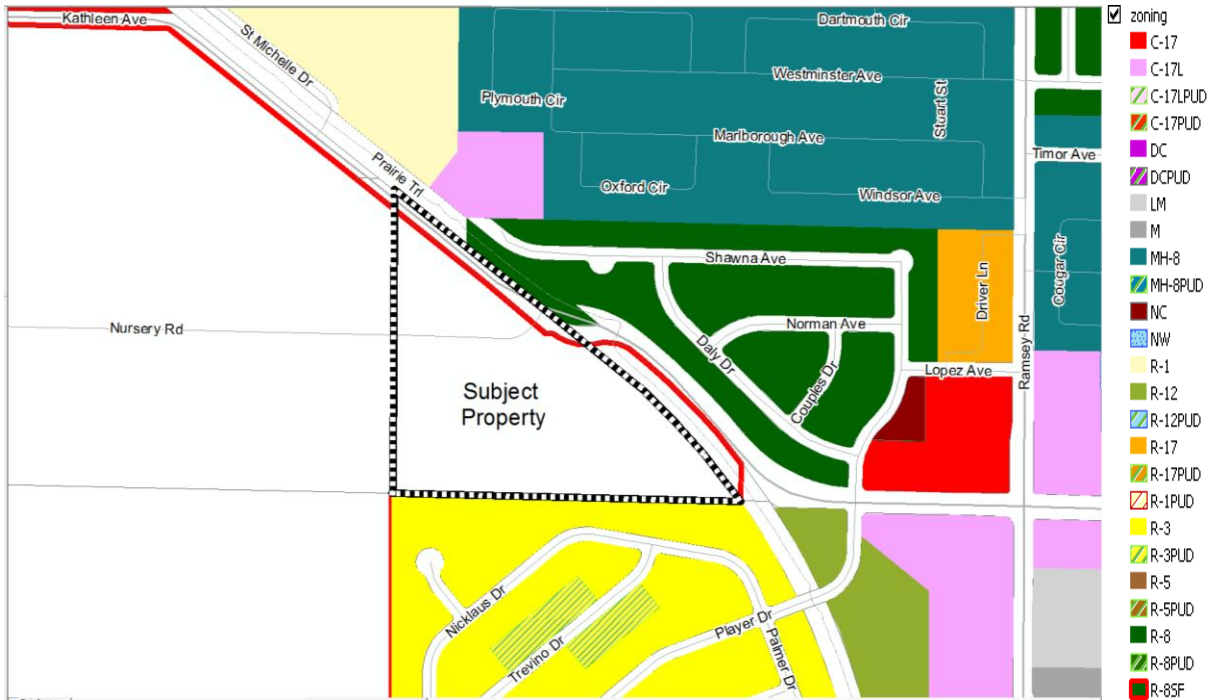 Kathleen Ave
St Michelle Dr
Prairie Trl
Nursery Rd
Plymouth Cir
Dartmouth Cir
Westminster Ave
Stuart St
Marlborough Ave
Oxford Cir
Windsor Ave
Timor Ave
Cougar Cir
Ramsey Rd
Shawna Ave
Driver Ln
Norman Ave
Daly Dr
Couples Dr
Lopez Ave
Subject
Property
Nicklaus Dr
Trevino Dr
Player Dr
Palmer Dr
zoning
C-17
C-17L
C-17LPUD
C-17PUD
DC
DCPUD
LM
M
MH-8
MH-8PUD
NC
NW
R-1
R-12
R-12PUD
R-17
R-17PUD
R-1PUD
R-3
R-3PUD
R-5
R-5PUD
R-8
R-8PUD
R-8SF